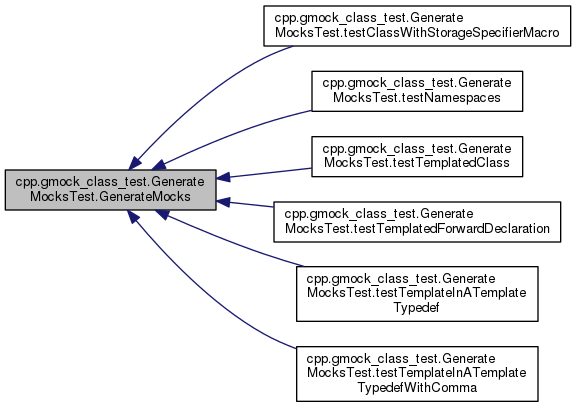 cpp.gmock_class_test.Generate
MocksTest.testClassWithStorageSpecifierMacro
cpp.gmock_class_test.Generate
MocksTest.testNamespaces
cpp.gmock_class_test.Generate
MocksTest.testTemplatedClass
cpp.gmock_class_test.Generate
MocksTest.GenerateMocks
cpp.gmock_class_test.Generate
MocksTest.testTemplatedForwardDeclaration
cpp.gmock_class_test.Generate
MocksTest.testTemplateInATemplate
Typedef
cpp.gmock_class_test.Generate
MocksTest.testTemplateInATemplate
TypedefWithComma